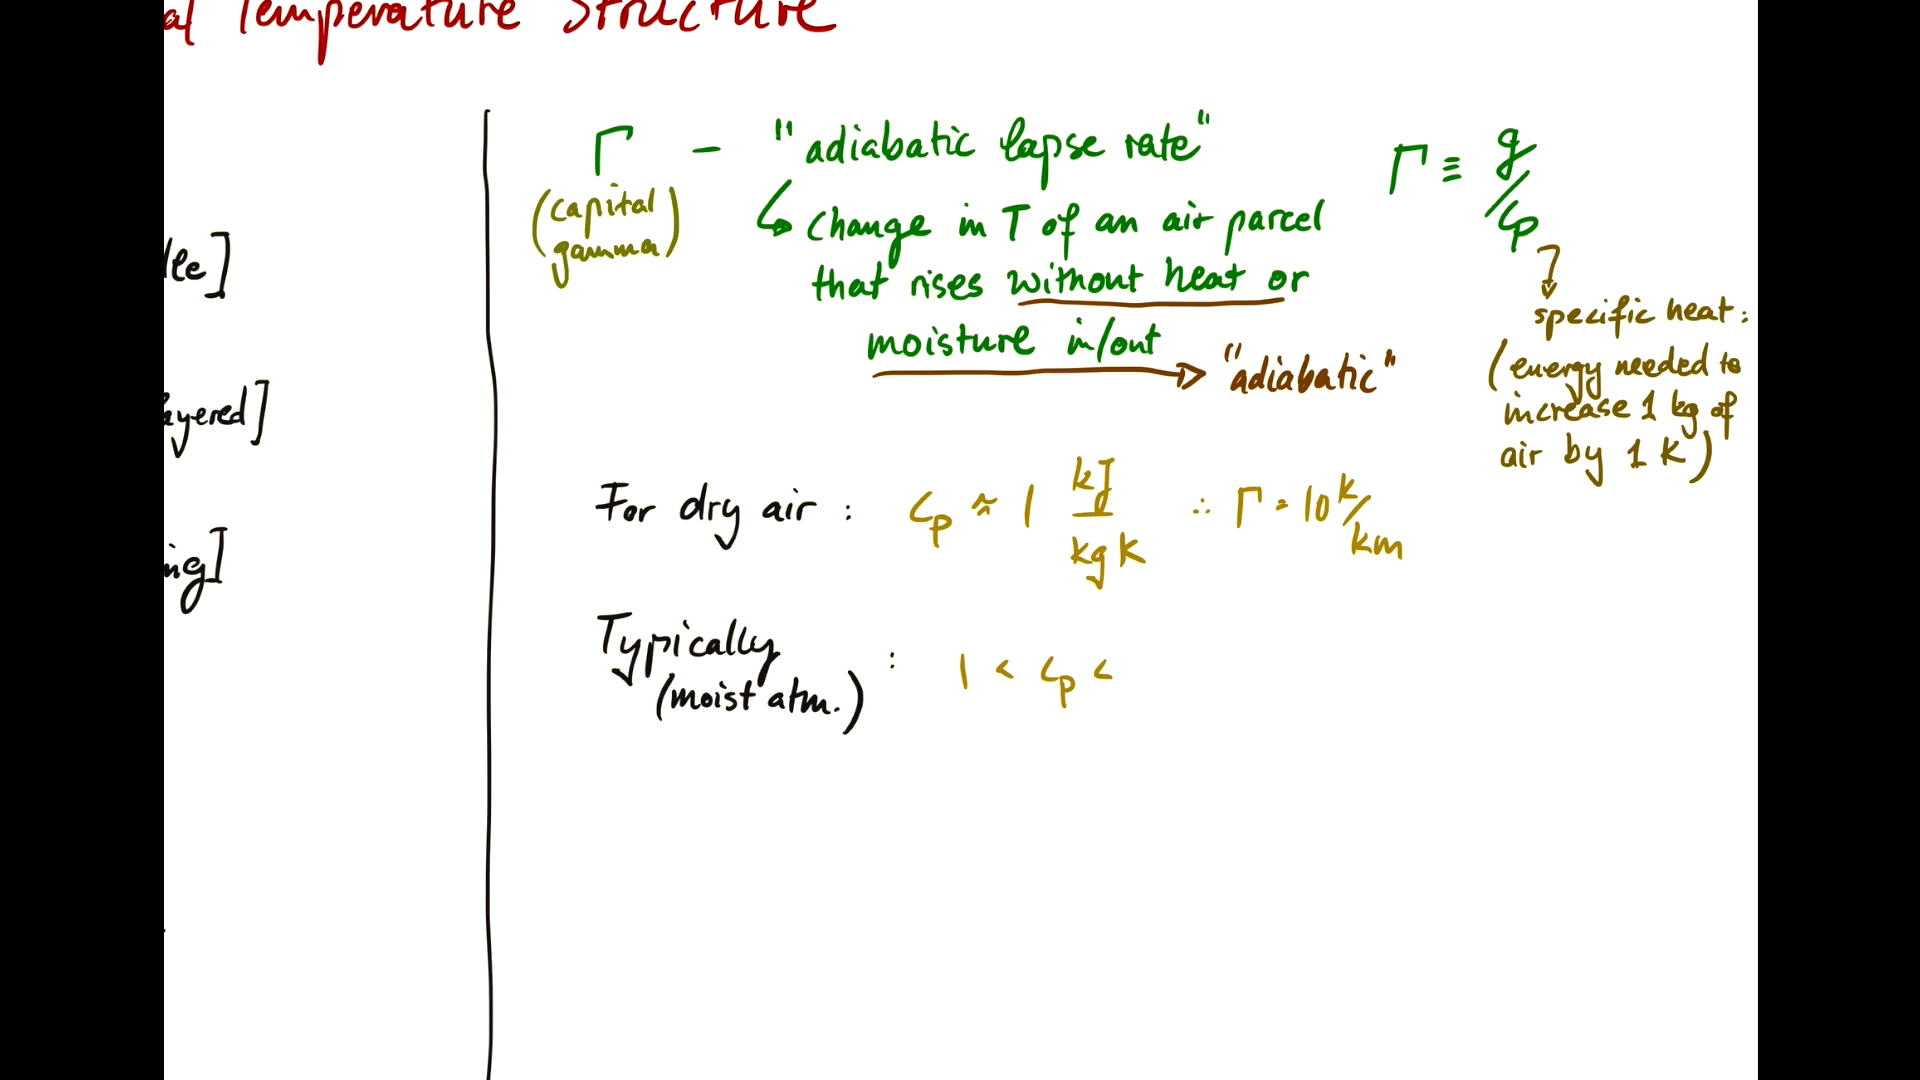 al Temperature Structure
lle]
ayered]
ing]
Γ - "adiabatic lapse rate"
(capital
gamma)
↳ change in T of an air parcel
that rises without heat or
moisture in/out
→ "adiabatic"
Γ ≡ g/cp
specific heat:
(energy needed to
increase 1 kg of
air by 1 K)
For dry air : cp ≈ 1 kJ/kg K ∴ Γ = 10 K/km
Typically
(moist atm.) : 1 < cp <